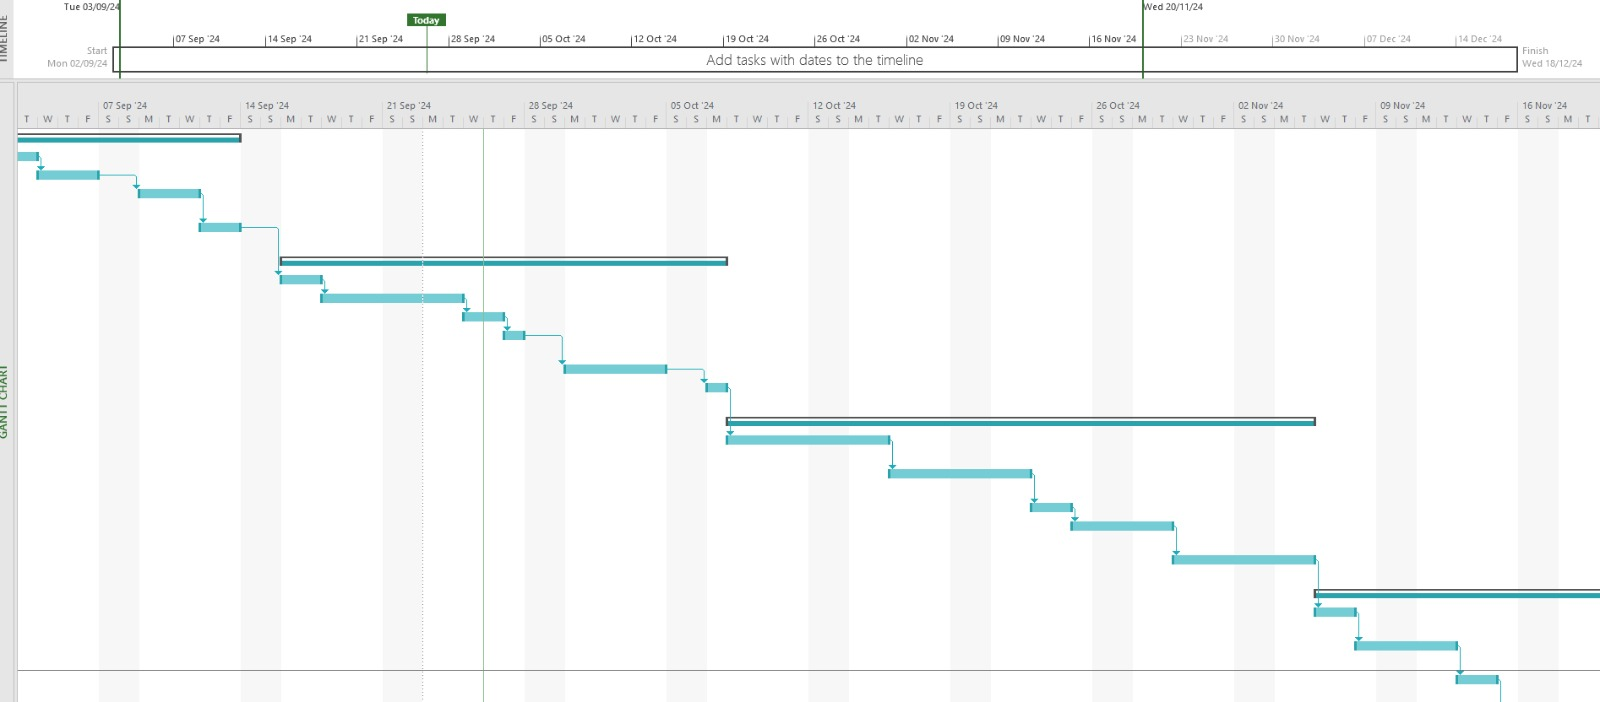 Tue 03/09/24 Wed 20/11/24
Today
07 Sep '24 14 Sep '24 21 Sep '24 28 Sep '24 05 Oct '24 12 Oct '24 19 Oct '24 26 Oct '24 02 Nov '24 09 Nov '24 16 Nov '24 23 Nov '24 30 Nov '24 07 Dec '24 14 Dec '24
TIMELINE
Start
Mon 02/09/24
Add tasks with dates to the timeline
Finish
Wed 18/12/24
07 Sep '24 14 Sep '24 21 Sep '24 28 Sep '24 05 Oct '24 12 Oct '24 19 Oct '24 26 Oct '24 02 Nov '24 09 Nov '24 16 Nov '24
T W T F S S M T W T F S S M T W T F S S M T W T F S S M T W T F S S M T W T F S S M T W T F S S M T W T F S S M T W T F S S M T W T F S S M T W T F S S M T
GANTT CHART